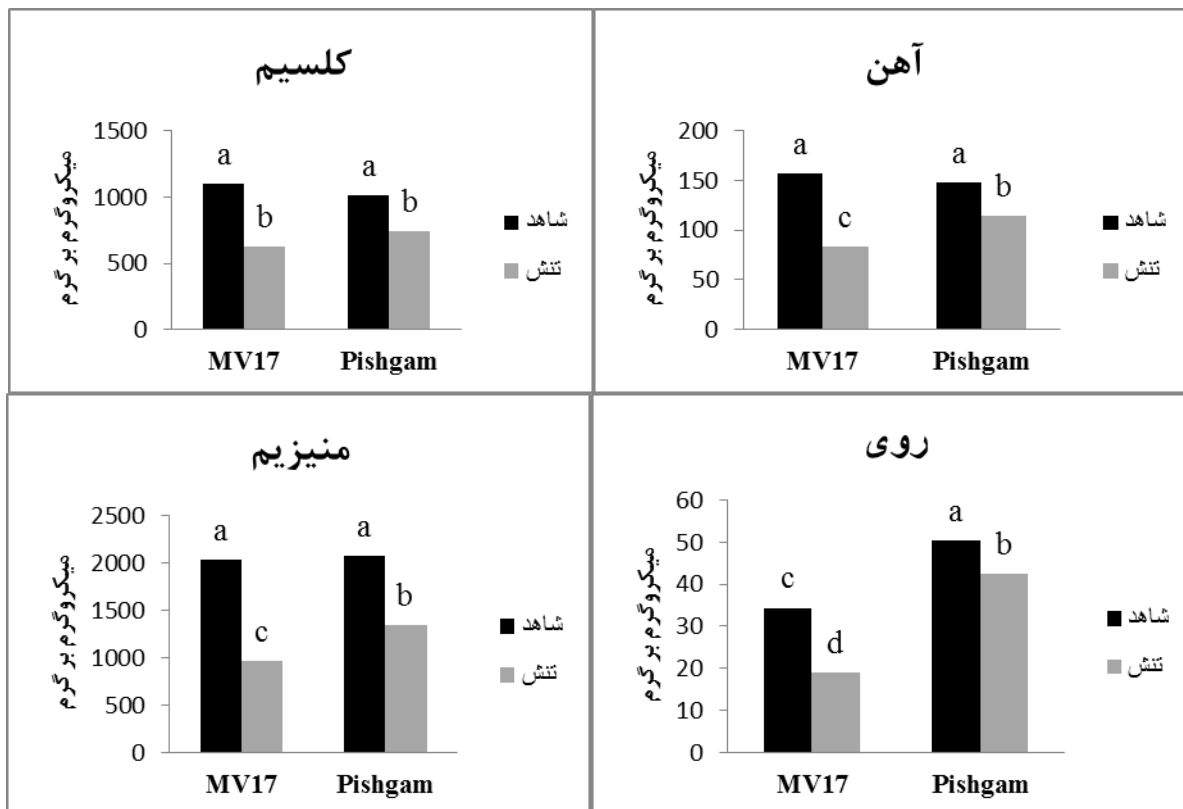 کلسیم
میکروگرم بر گرم
1500
1000
500
0
a
b
a
b
MV17
Pishgam
شاهد
تنش
آهن
میکروگرم بر گرم
200
150
100
50
0
a
c
a
b
MV17
Pishgam
شاهد
تنش
منیزیم
میکروگرم بر گرم
2500
2000
1500
1000
500
0
a
c
a
b
MV17
Pishgam
شاهد
تنش
روی
میکروگرم بر گرم
60
50
40
30
20
10
0
c
d
a
b
MV17
Pishgam
شاهد
تنش